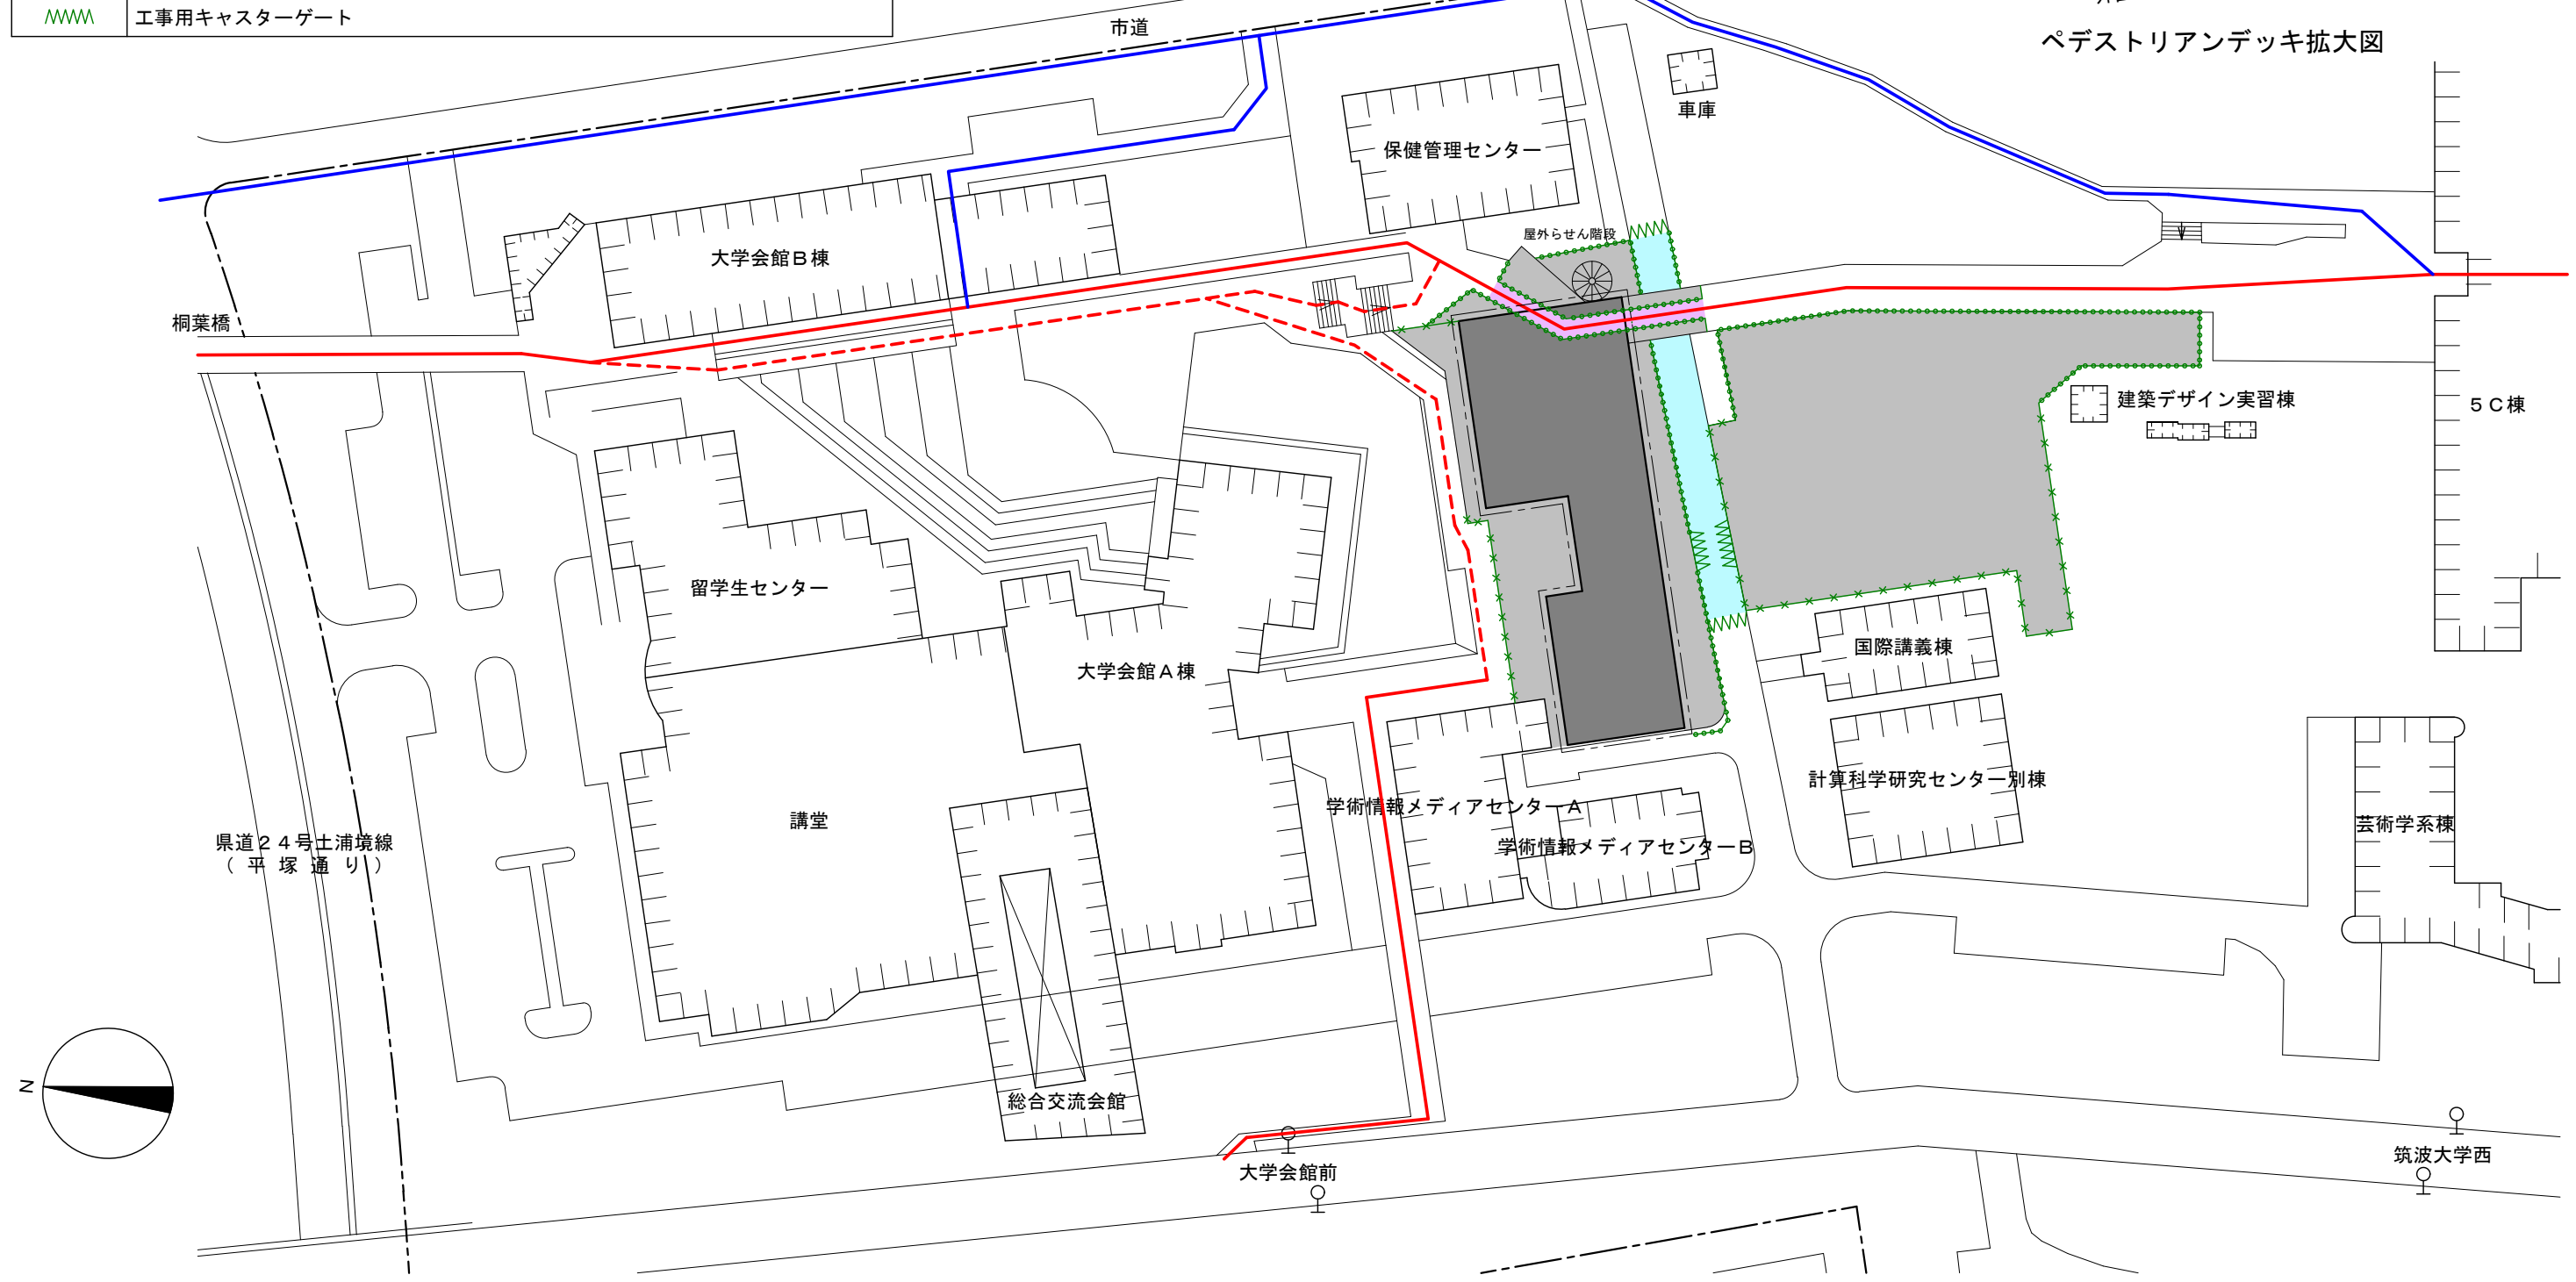 工事用キャスターゲート
市道
ペデストリアンデッキ拡大図
車庫
保健管理センター
屋外らせん階段
大学会館Ｂ棟
桐葉橋
建築デザイン実習棟
５Ｃ棟
留学生センター
大学会館Ａ棟
国際講義棟
計算科学研究センター別棟
学術情報メディアセンターＡ
講堂
芸術学系棟
県道２４号土浦境線
（ 平 塚 通 り ）
学術情報メディアセンターＢ
N
総合交流会館
大学会館前
筑波大学西